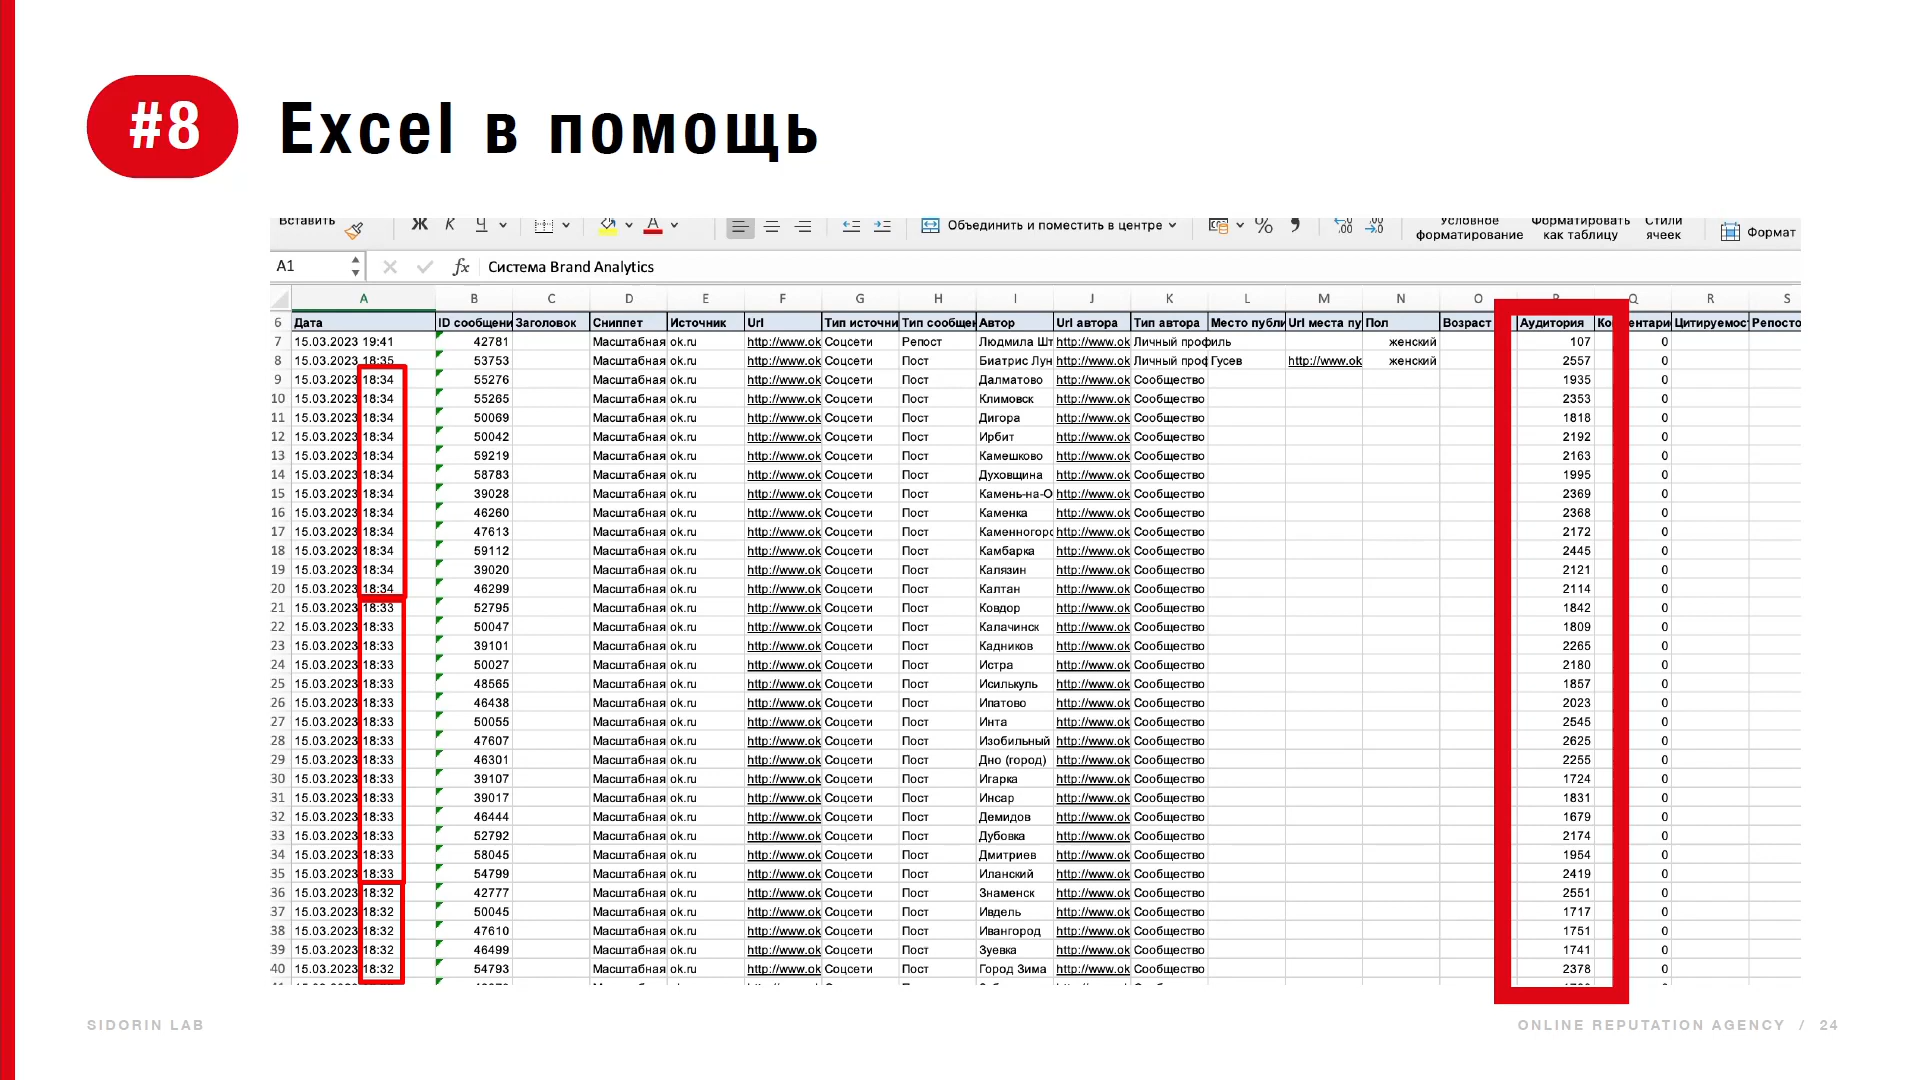 #8 Excel в помощь
Вставить Ж К Ч А Объединить и поместить в центре % Условное форматирование Форматировать как таблицу Стили ячеек Формат
A1 fx Система Brand Analytics
A B C D E F G H I J K L M N O P Q R S
6 Дата ID сообщени Заголовок Сниппет Источник Url Тип источни Тип сообщен Автор Url автора Тип автора Место публи Url места пу Пол Возраст Аудитория Комментари Цитируемос Репосто
7 15.03.2023 19:41 42781 Масштабная ok.ru http://www.ok Соцсети Репост Людмила Шт http://www.ok Личный профиль женский 107 0
8 15.03.2023 18:35 53753 Масштабная ok.ru http://www.ok Соцсети Пост Биатрис Лун http://www.ok Личный проф Гусев http://www.ok женский 2557 0
9 15.03.2023 18:34 55276 Масштабная ok.ru http://www.ok Соцсети Пост Далматово http://www.ok Сообщество 1935 0
10 15.03.2023 18:34 55265 Масштабная ok.ru http://www.ok Соцсети Пост Климовск http://www.ok Сообщество 2353 0
11 15.03.2023 18:34 50069 Масштабная ok.ru http://www.ok Соцсети Пост Дигора http://www.ok Сообщество 1818 0
12 15.03.2023 18:34 50042 Масштабная ok.ru http://www.ok Соцсети Пост Ирбит http://www.ok Сообщество 2192 0
13 15.03.2023 18:34 59219 Масштабная ok.ru http://www.ok Соцсети Пост Камешково http://www.ok Сообщество 2163 0
14 15.03.2023 18:34 58783 Масштабная ok.ru http://www.ok Соцсети Пост Духовщина http://www.ok Сообщество 1995 0
15 15.03.2023 18:34 39028 Масштабная ok.ru http://www.ok Соцсети Пост Камень-на-О http://www.ok Сообщество 2369 0
16 15.03.2023 18:34 46260 Масштабная ok.ru http://www.ok Соцсети Пост Каменка http://www.ok Сообщество 2368 0
17 15.03.2023 18:34 47613 Масштабная ok.ru http://www.ok Соцсети Пост Каменногорс http://www.ok Сообщество 2172 0
18 15.03.2023 18:34 59112 Масштабная ok.ru http://www.ok Соцсети Пост Камбарка http://www.ok Сообщество 2445 0
19 15.03.2023 18:34 39020 Масштабная ok.ru http://www.ok Соцсети Пост Калязин http://www.ok Сообщество 2121 0
20 15.03.2023 18:34 46299 Масштабная ok.ru http://www.ok Соцсети Пост Калтан http://www.ok Сообщество 2114 0
21 15.03.2023 18:33 52795 Масштабная ok.ru http://www.ok Соцсети Пост Ковдор http://www.ok Сообщество 1842 0
22 15.03.2023 18:33 50047 Масштабная ok.ru http://www.ok Соцсети Пост Калачинск http://www.ok Сообщество 1809 0
23 15.03.2023 18:33 39101 Масштабная ok.ru http://www.ok Соцсети Пост Кадников http://www.ok Сообщество 2265 0
24 15.03.2023 18:33 50027 Масштабная ok.ru http://www.ok Соцсети Пост Истра http://www.ok Сообщество 2180 0
25 15.03.2023 18:33 48565 Масштабная ok.ru http://www.ok Соцсети Пост Исилькуль http://www.ok Сообщество 1857 0
26 15.03.2023 18:33 46438 Масштабная ok.ru http://www.ok Соцсети Пост Ипатово http://www.ok Сообщество 2023 0
27 15.03.2023 18:33 50055 Масштабная ok.ru http://www.ok Соцсети Пост Инта http://www.ok Сообщество 2545 0
28 15.03.2023 18:33 47607 Масштабная ok.ru http://www.ok Соцсети Пост Изобильный http://www.ok Сообщество 2625 0
29 15.03.2023 18:33 46301 Масштабная ok.ru http://www.ok Соцсети Пост Дно (город) http://www.ok Сообщество 2255 0
30 15.03.2023 18:33 39107 Масштабная ok.ru http://www.ok Соцсети Пост Игарка http://www.ok Сообщество 1724 0
31 15.03.2023 18:33 39017 Масштабная ok.ru http://www.ok Соцсети Пост Инсар http://www.ok Сообщество 1831 0
32 15.03.2023 18:33 46444 Масштабная ok.ru http://www.ok Соцсети Пост Демидов http://www.ok Сообщество 1679 0
33 15.03.2023 18:33 52792 Масштабная ok.ru http://www.ok Соцсети Пост Дубовка http://www.ok Сообщество 2174 0
34 15.03.2023 18:33 58045 Масштабная ok.ru http://www.ok Соцсети Пост Дмитриев http://www.ok Сообщество 1954 0
35 15.03.2023 18:33 54799 Масштабная ok.ru http://www.ok Соцсети Пост Иланский http://www.ok Сообщество 2419 0
36 15.03.2023 18:32 42777 Масштабная ok.ru http://www.ok Соцсети Пост Знаменск http://www.ok Сообщество 2551 0
37 15.03.2023 18:32 50045 Масштабная ok.ru http://www.ok Соцсети Пост Ивдель http://www.ok Сообщество 1717 0
38 15.03.2023 18:32 47610 Масштабная ok.ru http://www.ok Соцсети Пост Ивангород http://www.ok Сообщество 1751 0
39 15.03.2023 18:32 46499 Масштабная ok.ru http://www.ok Соцсети Пост Зуевка http://www.ok Сообщество 1741 0
40 15.03.2023 18:32 54793 Масштабная ok.ru http://www.ok Соцсети Пост Город Зима http://www.ok Сообщество 2378 0
SIDORIN LAB ONLINE REPUTATION AGENCY / 24